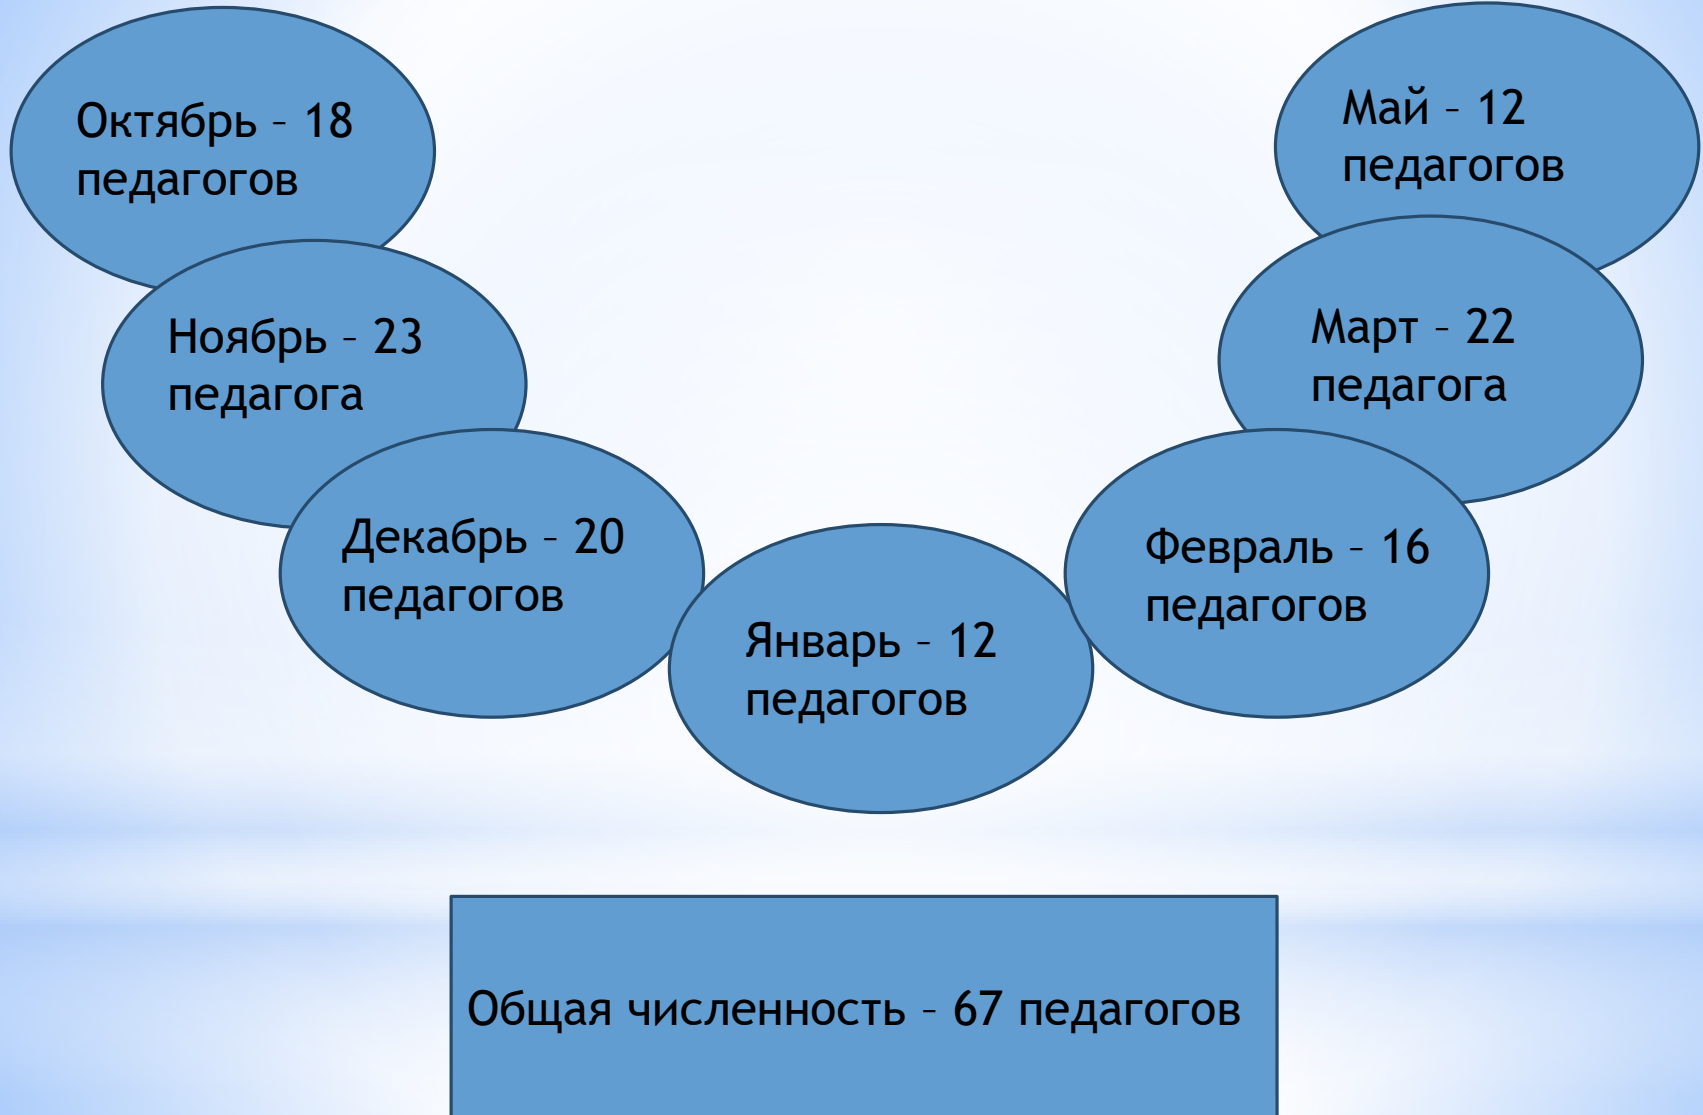 Октябрь – 18
педагогов
Ноябрь – 23
педагога
Декабрь – 20
педагогов
Январь – 12
педагогов
Февраль – 16
педагогов
Март – 22
педагога
Май – 12
педагогов
Общая численность – 67 педагогов